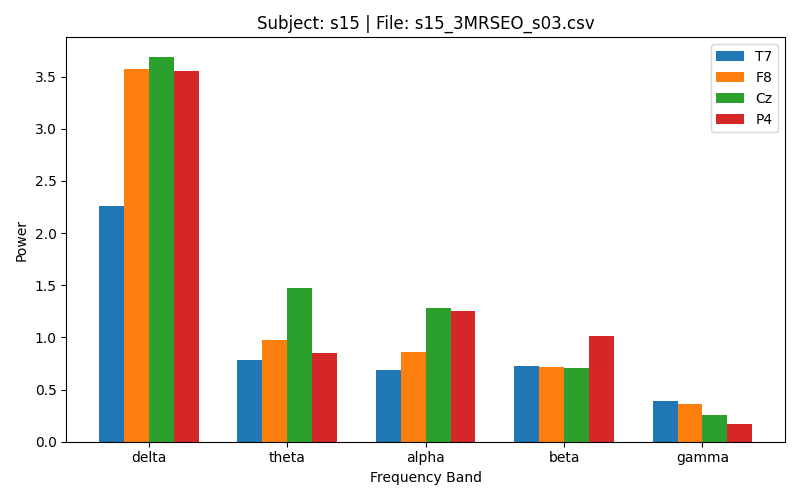 Subject: s15 | File: s15_3MRSEO_s03.csv
T7
F8
Cz
P4
Power
3.5
3.0
2.5
2.0
1.5
1.0
0.5
0.0
delta theta alpha beta gamma
Frequency Band